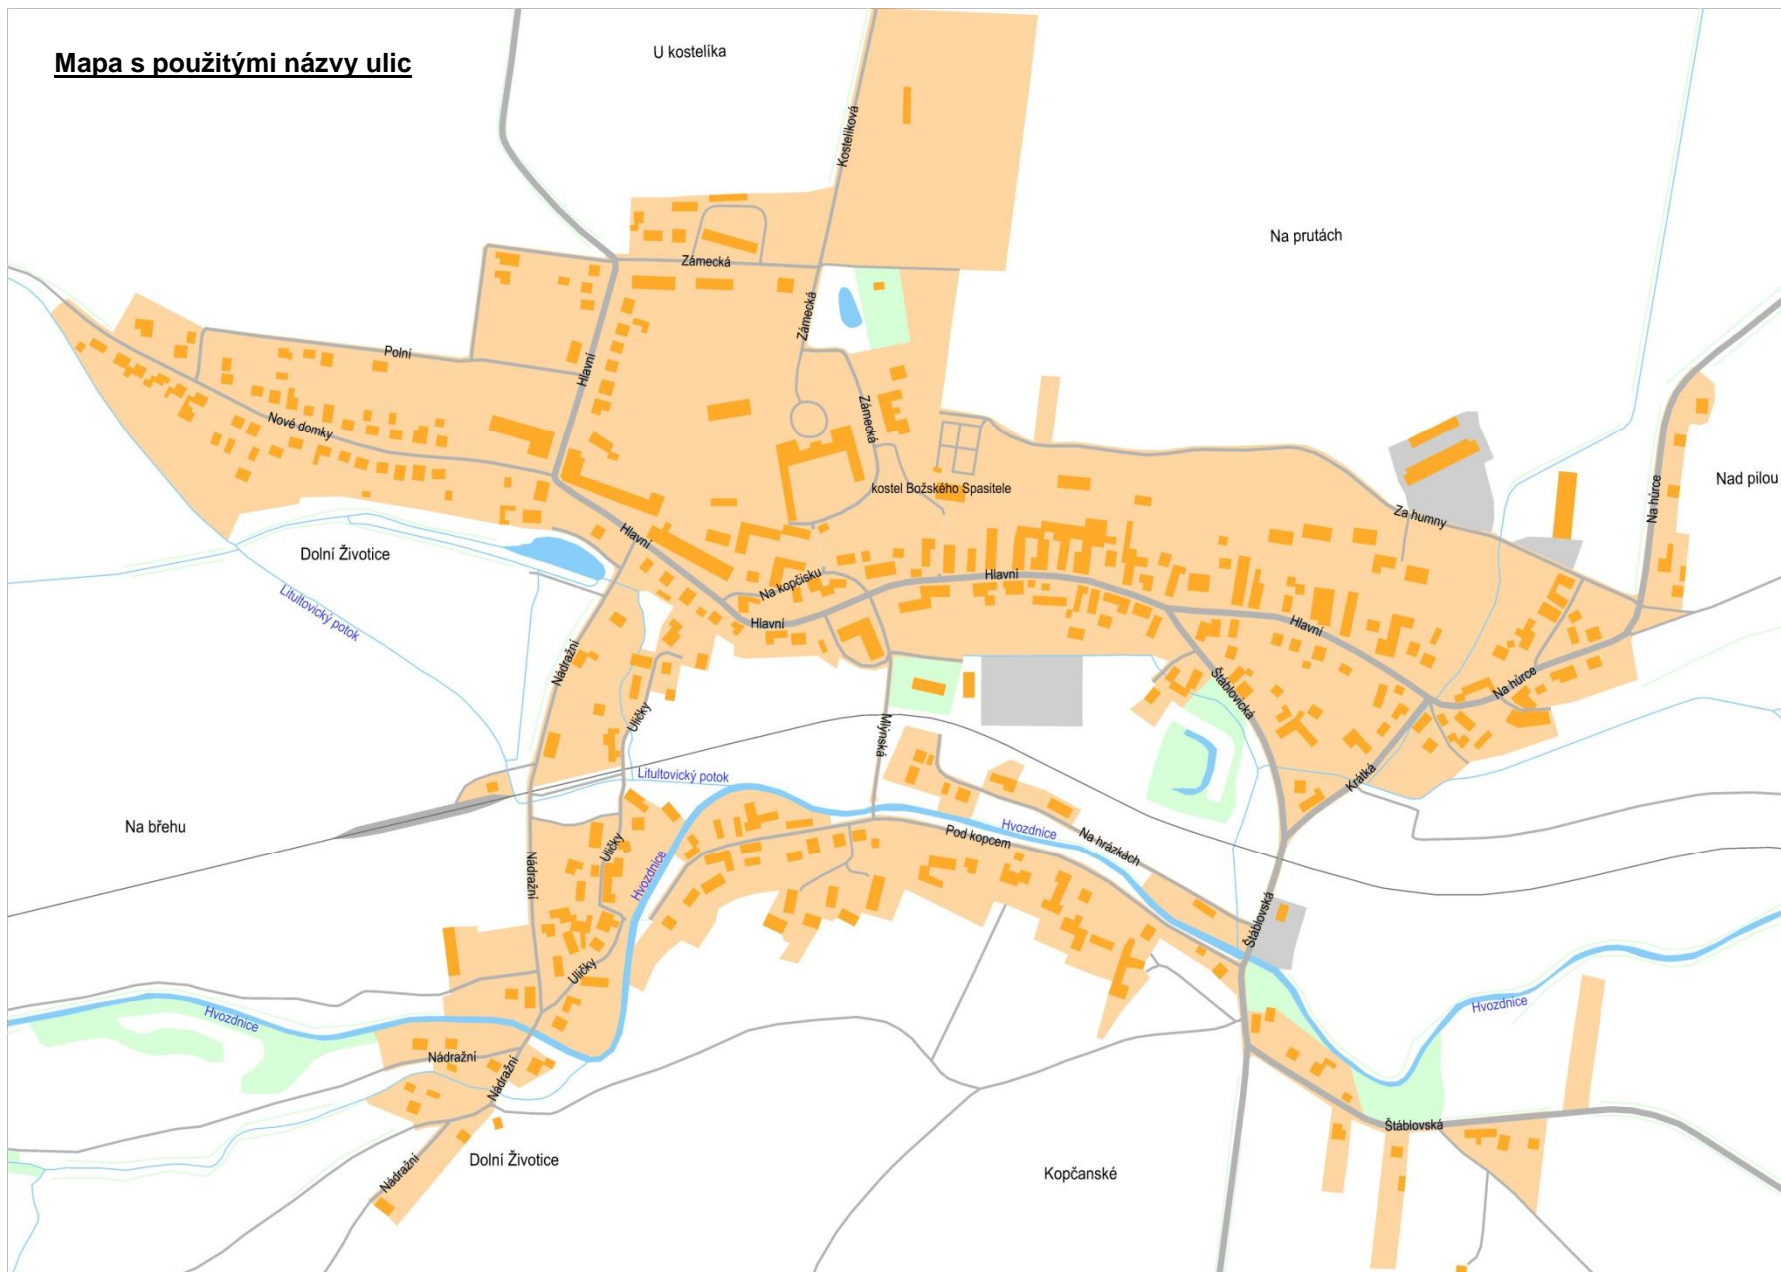 Mapa s použitými názvy ulic
U kostelíka
Kostelíková
Na prutách
Zámecká
Zámecká
Polní
Hlavní
Zámecká
Nové domky
kostel Božského Spasitele
Nad pilou
Na hůrce
Za humny
Hlavní
Dolní Životice
Na kopčisku
Hlavní
Litultovický potok
Hlavní
Hlavní
Nádražní
Štáblovická
Na hůrce
Uličky
Mlýnská
Litultovický potok
Krátká
Na břehu
Hvozdnice
Pod kopcem
Na hrázkách
Uličky
Nádražní
Hvozdnice
Štáblovská
Uličky
Hvozdnice
Hvozdnice
Nádražní
Nádražní
Štáblovská
Dolní Životice
Nádražní
Kopčanské